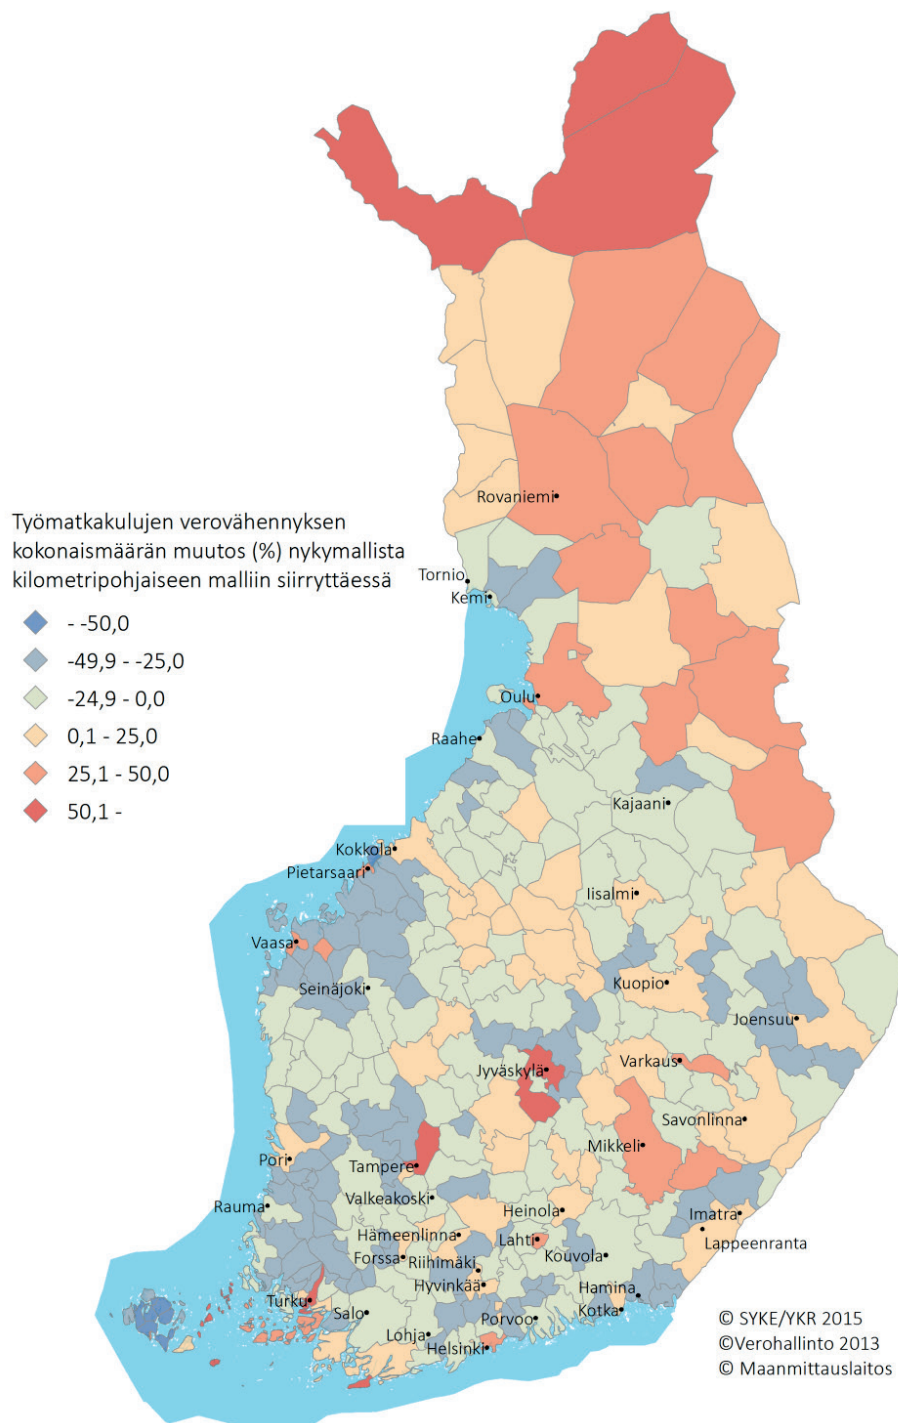 Rovaniemi
Työmatkakulujen verovähennyksen
kokonaismäärän muutos (%) nykymallista
kilometripohjaiseen malliin siirryttäessä
- -50,0
-49,9 - -25,0
-24,9 - 0,0
0,1 - 25,0
25,1 - 50,0
50,1 -
Tornio
Kemi
Oulu
Raahe
Kajaani
Kokkola
Pietarsaari
Iisalmi
Vaasa
Kuopio
Seinäjoki
Joensuu
Varkaus
Jyväskylä
Savonlinna
Mikkeli
Pori
Tampere
Valkeakoski
Rauma
Heinola
Imatra
Hämeenlinna
Lahti
Lappeenranta
Forssa
Kouvola
Riihimäki
Hyvinkää
Hamina
Turku
Kotka
Salo
Porvoo
Lohja
Helsinki
© SYKE/YKR 2015
©Verohallinto 2013
© Maanmittauslaitos